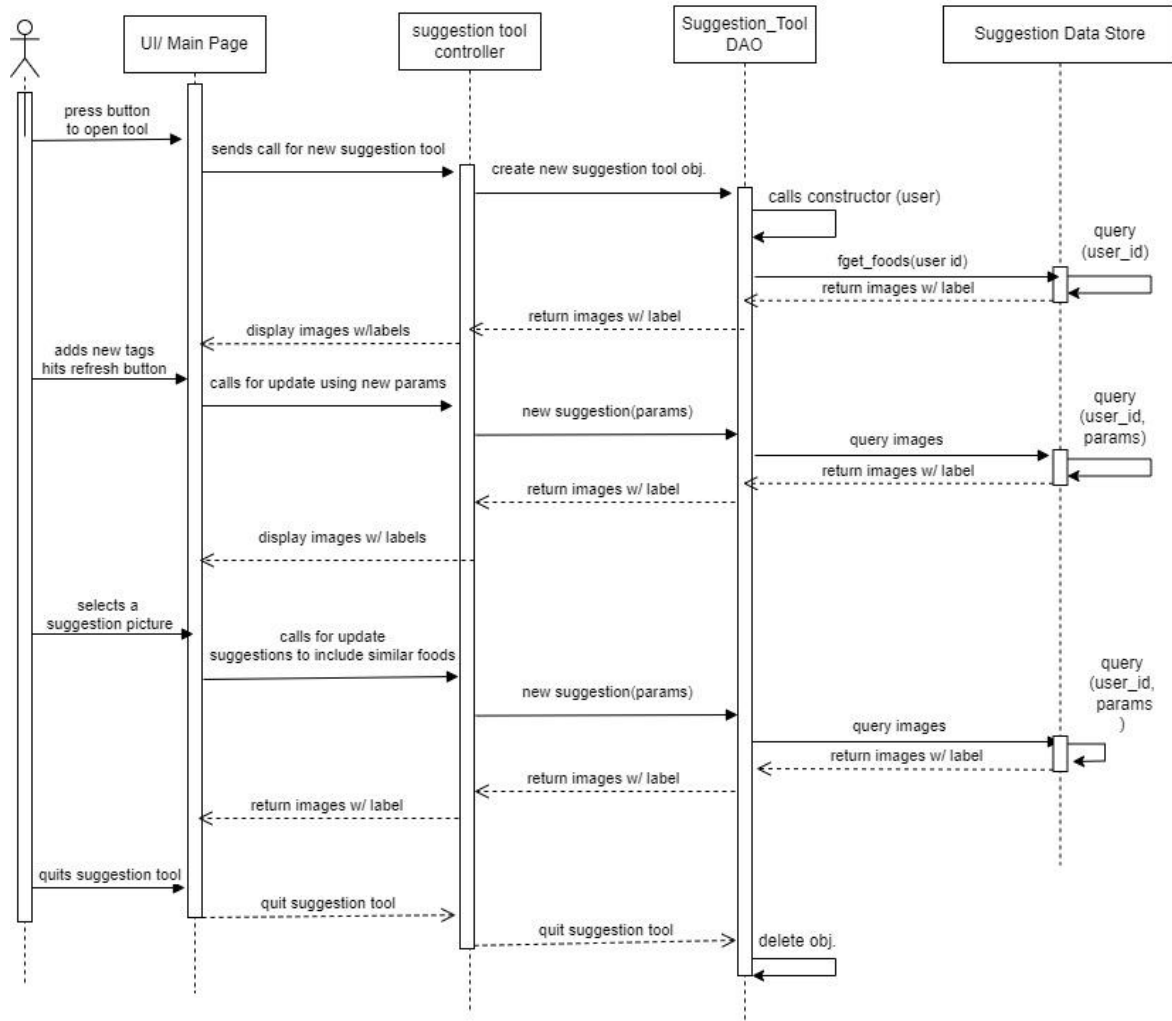 UI/ Main Page
suggestion tool
controller
Suggestion_Tool
DAO
Suggestion Data Store
press button
to open tool
sends call for new suggestion tool
create new suggestion tool obj.
calls constructor (user)
query
(user_id)
fget_foods(user id)
return images w/ label
return images w/ label
display images w/labels
adds new tags
hits refresh button
calls for update using new params
new suggestion(params)
query
(user_id,
params)
query images
return images w/ label
return images w/ label
display images w/ labels
selects a
suggestion picture
calls for update
suggestions to include similar foods
new suggestion(params)
query
(user_id,
params
)
query images
return images w/ label
return images w/ label
return images w/ label
quits suggestion tool
quit suggestion tool
quit suggestion tool
delete obj.